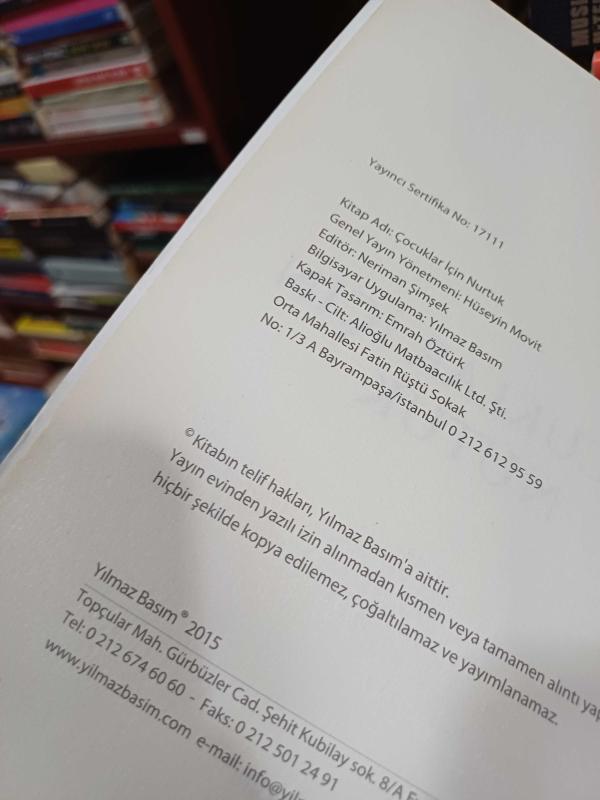 MUSI
Yayıncı Sertifika No: 17111
Kitap Adı: Çocuklar İçin Nurtuk
Genel Yayın Yönetmeni: Hüseyin Movit
Editör: Neriman Şimşek
Bilgisayar Uygulama: Yılmaz Basım
Kapak Tasarım: Emrah Öztürk
Baskı - Cilt: Alioğlu Matbaacılık Ltd. Şti.
Orta Mahallesi Fatin Rüştü Sokak
No: 1/3 A Bayrampaşa/istanbul 0 212 612 95 59
©Kitabın telif hakları, Yılmaz Basım'a aittir.
Yayın evinden yazılı izin alınmadan kısmen veya tamamen alıntı yap
hiçbir şekilde kopya edilemez, çoğaltılamaz ve yayımlanamaz.
Yılmaz Basım ® 2015
Topçular Mah. Gürbüzler Cad. Şehit Kubilay sok. 8/A
Tel: 0 212 674 60 60 - Faks: 0 212 501 24 91
www.yilmazbasim.com e-mail: info@yıl